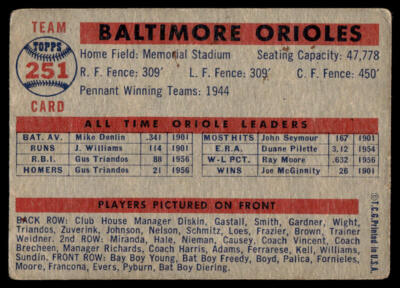 TEAM
TOPPS
251
CARD
BALTIMORE ORIOLES
Home Field: Memorial Stadium Seating Capacity: 47,778
R. F. Fence: 309' L. F. Fence: 309' C. F. Fence: 450'
Pennant Winning Teams: 1944
ALL TIME ORIOLE LEADERS
BAT. AV. Mike Donlin .341 1901 MOST HITS John Seymour 167 1901
RUNS J. Williams 114 1901 E.R.A. Duane Pilette 3.12 1954
R.B.I. Gus Triandos 88 1956 W-L PCT. Ray Moore .632 1956
HOMERS Gus Triandos 21 1956 WINS Joe McGinnity 26 1901
PLAYERS PICTURED ON FRONT
BACK ROW: Club House Manager Diskin, Gastall, Smith, Gardner, Wight,
Triandos, Zuverink, Johnson, Nelson, Schmitz, Loes, Frazier, Brown, Trainer
Weidner. 2nd ROW: Miranda, Hale, Nieman, Causey, Coach Vincent, Coach
Brecheen, Manager Richards, Coach Harris, Adams, Ferrarese, Kell, Williams,
Sundin. FRONT ROW: Bay Boy Young, Bat Boy Freedy, Boyd, Palica, Fornieles,
Moore, Francona, Evers, Pyburn, Bat Boy Diering.
© T.C.G. Printed in U.S.A.